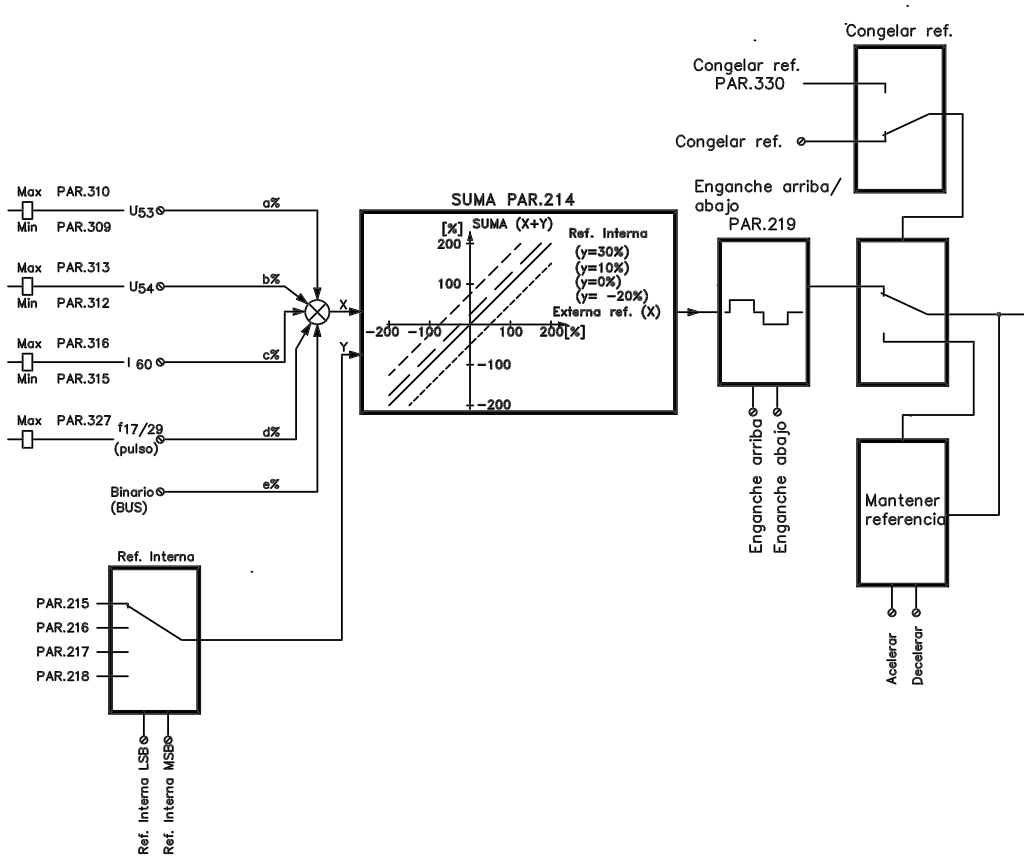 Congelar ref.
Congelar ref.
PAR.330
Congelar ref.
Enganche arriba/
abajo
PAR.219
Max PAR.310
U53
a%
Min PAR.309
Max PAR.313
U54
b%
Min PAR.312
Max PAR.316
I 60
c%
Min PAR.315
Max PAR.327
f17/29
(pulso)
d%
Binario
(BUS)
e%
X
Y
SUMA PAR.214
[%] SUMA (X+Y)
200
100
Ref. Interna
(y=30%)
(y=10%)
(y=0%)
(y= -20%)
Externa ref. (X)
-200 -100 100 200[%]
-100
-200
Enganche arriba
Enganche abajo
Mantener
referencia
Acelerar
Decelerar
Ref. Interna
PAR.215
PAR.216
PAR.217
PAR.218
Ref. Interna LSB
Ref. Interna MSB